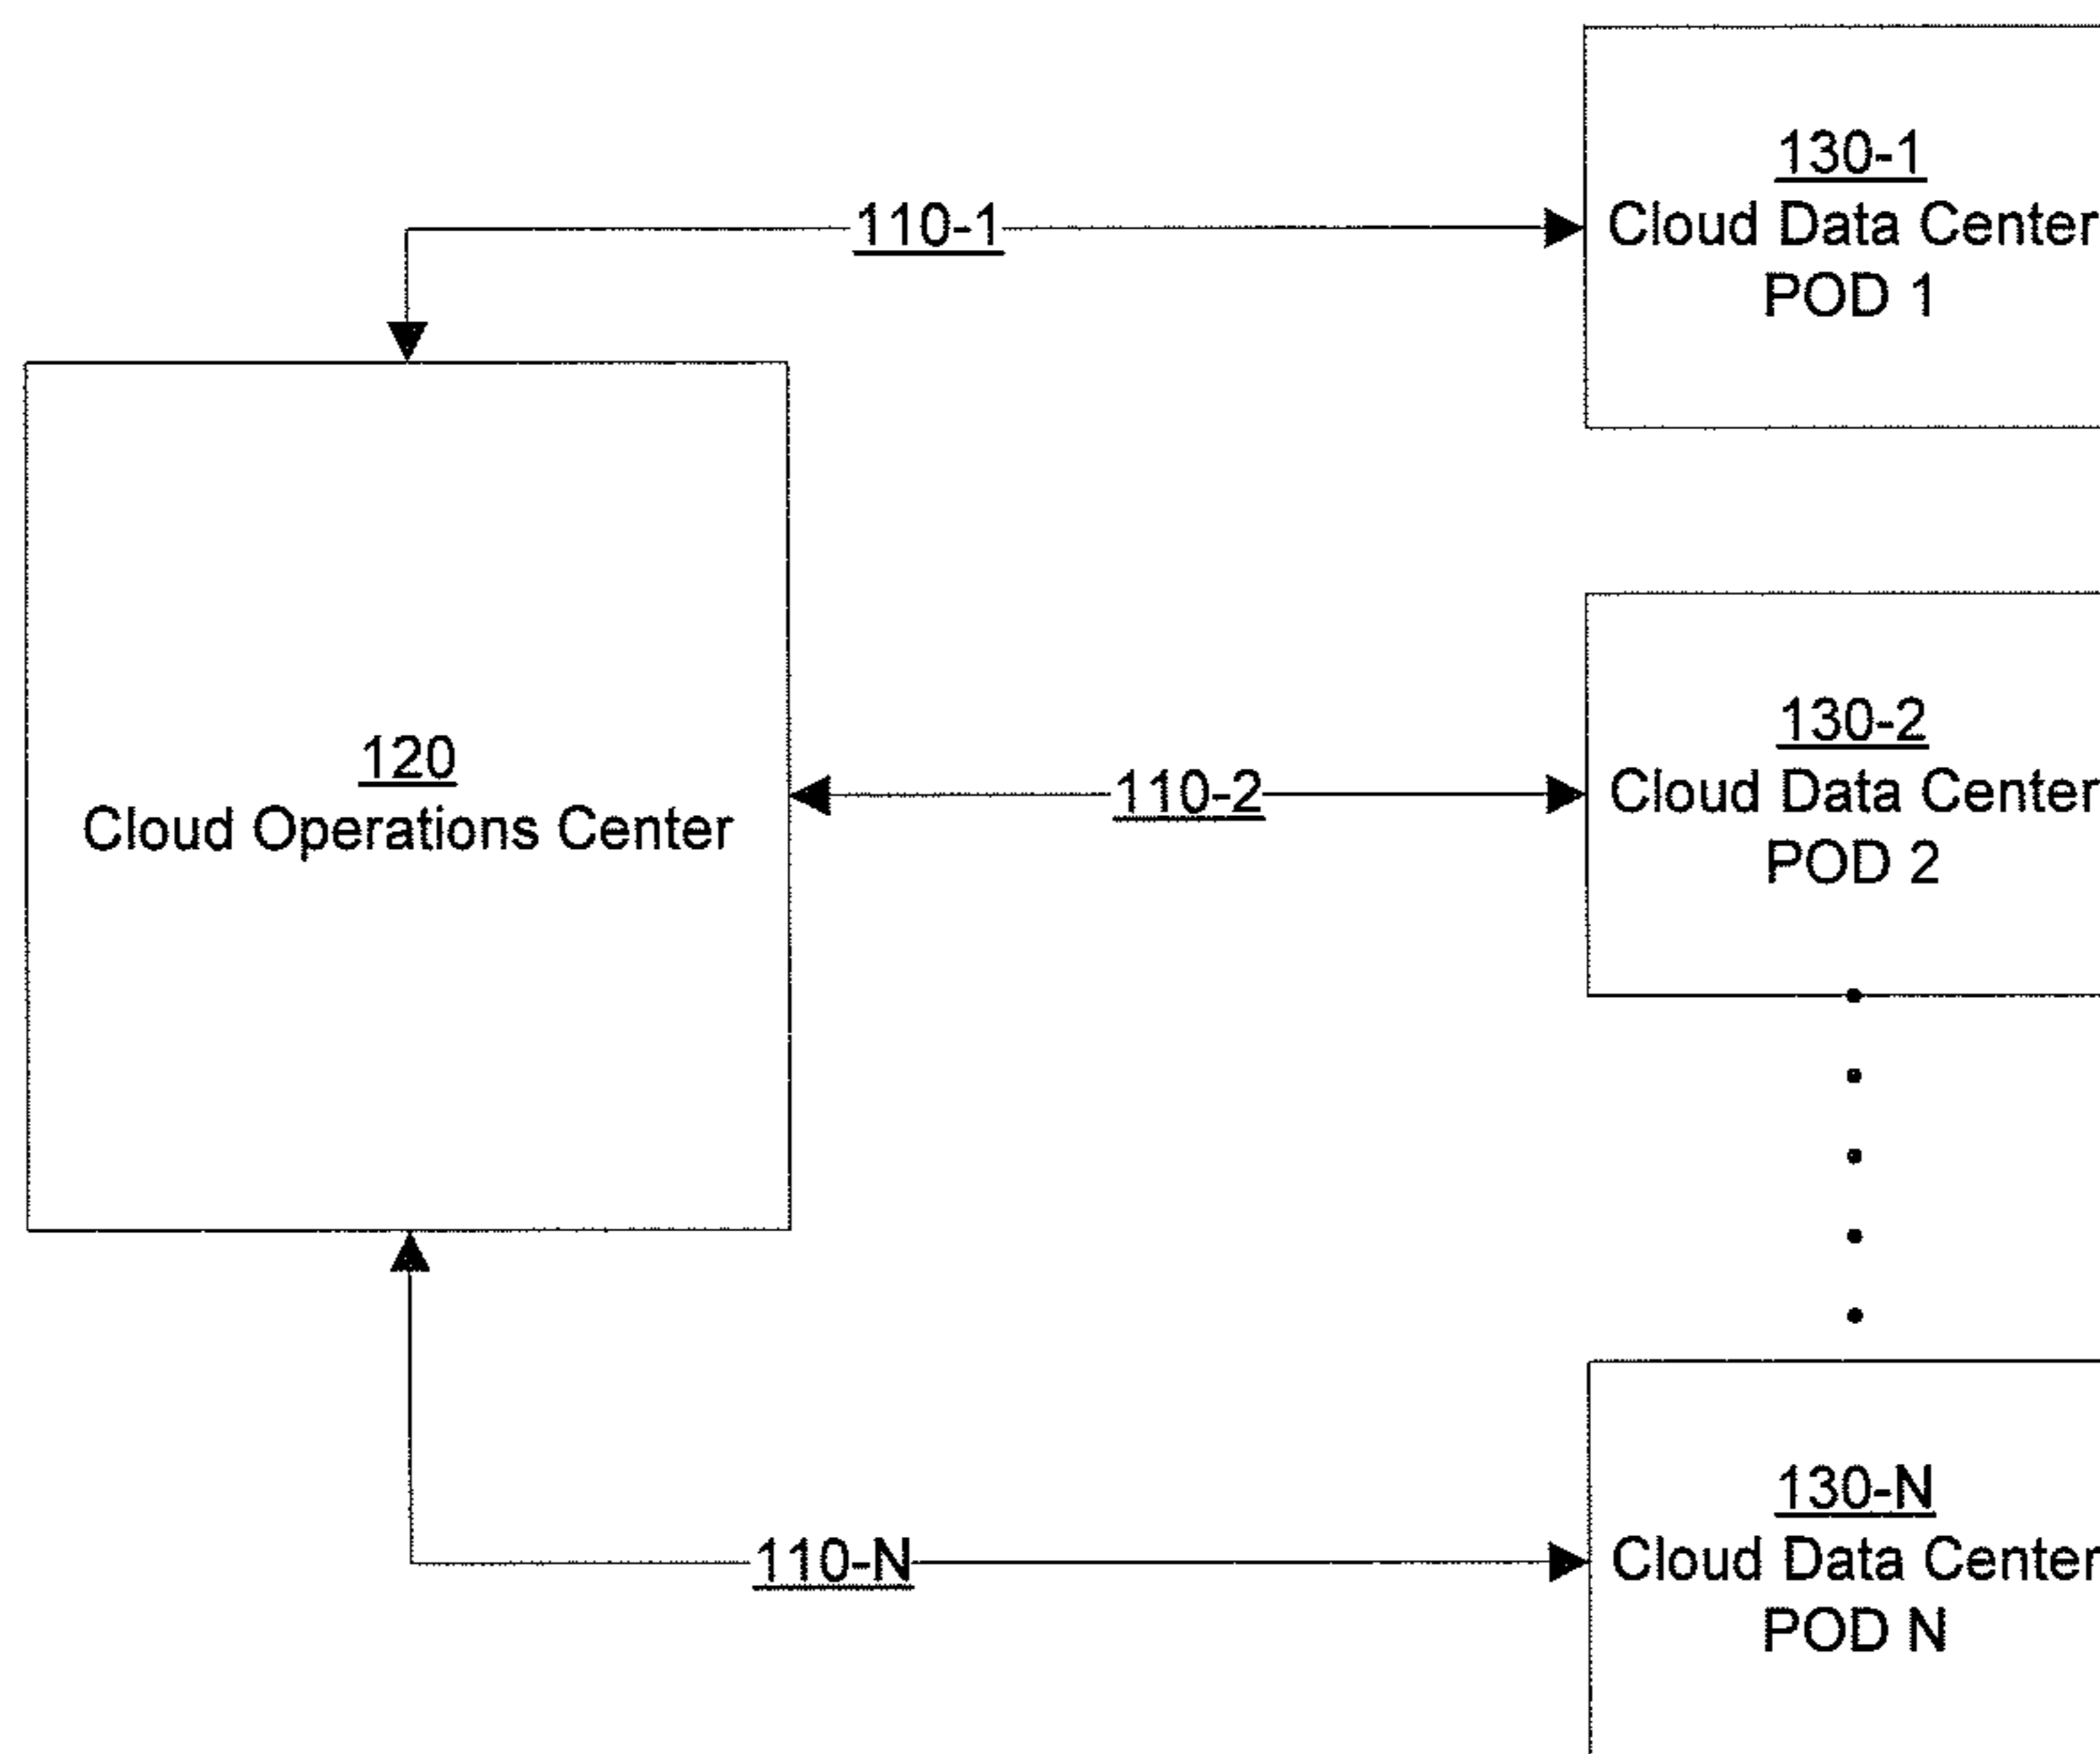 130-1
Cloud Data Center
POD 1
110-1
130-2
Cloud Data Center
POD 2
120
Cloud Operations Center
110-2
130-N
Cloud Data Center
POD N
110-N